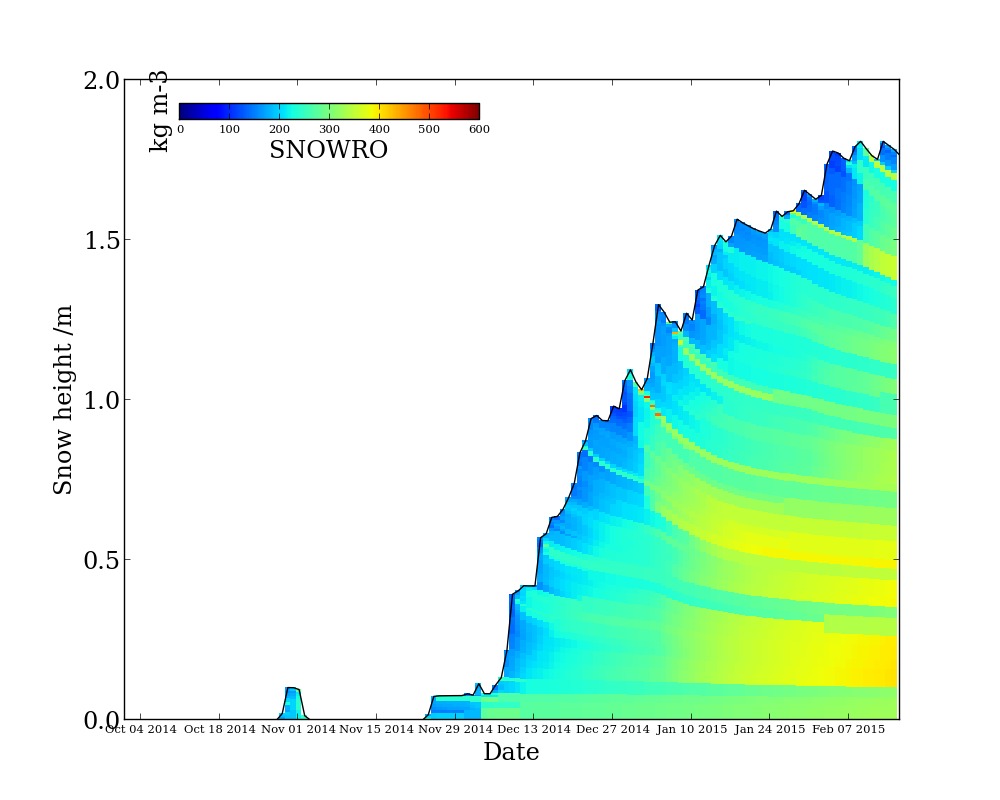 2.0
kg m-3
0 100 200 300 400 500 600
SNOWRO
1.5
Snow height /m
1.0
0.5
0.0
Oct 04 2014 Oct 18 2014 Nov 01 2014 Nov 15 2014 Nov 29 2014 Dec 13 2014 Dec 27 2014 Jan 10 2015 Jan 24 2015 Feb 07 2015
Date